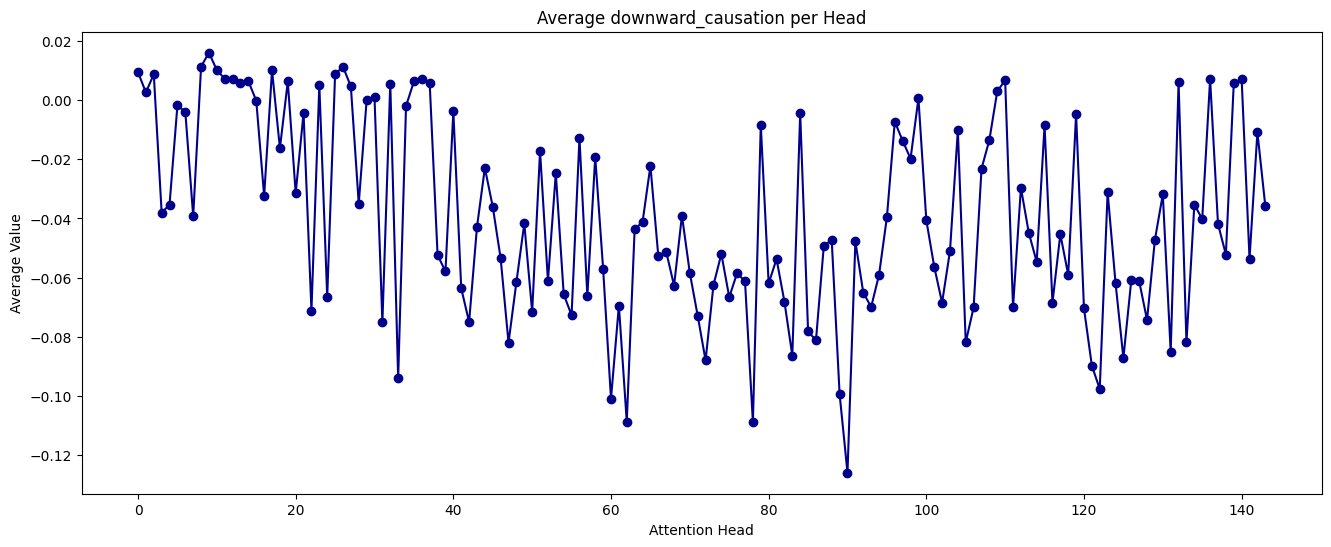 Average downward_causation per Head
Average Value
0.02
0.00
−0.02
−0.04
−0.06
−0.08
−0.10
−0.12
0 20 40 60 80 100 120 140
Attention Head